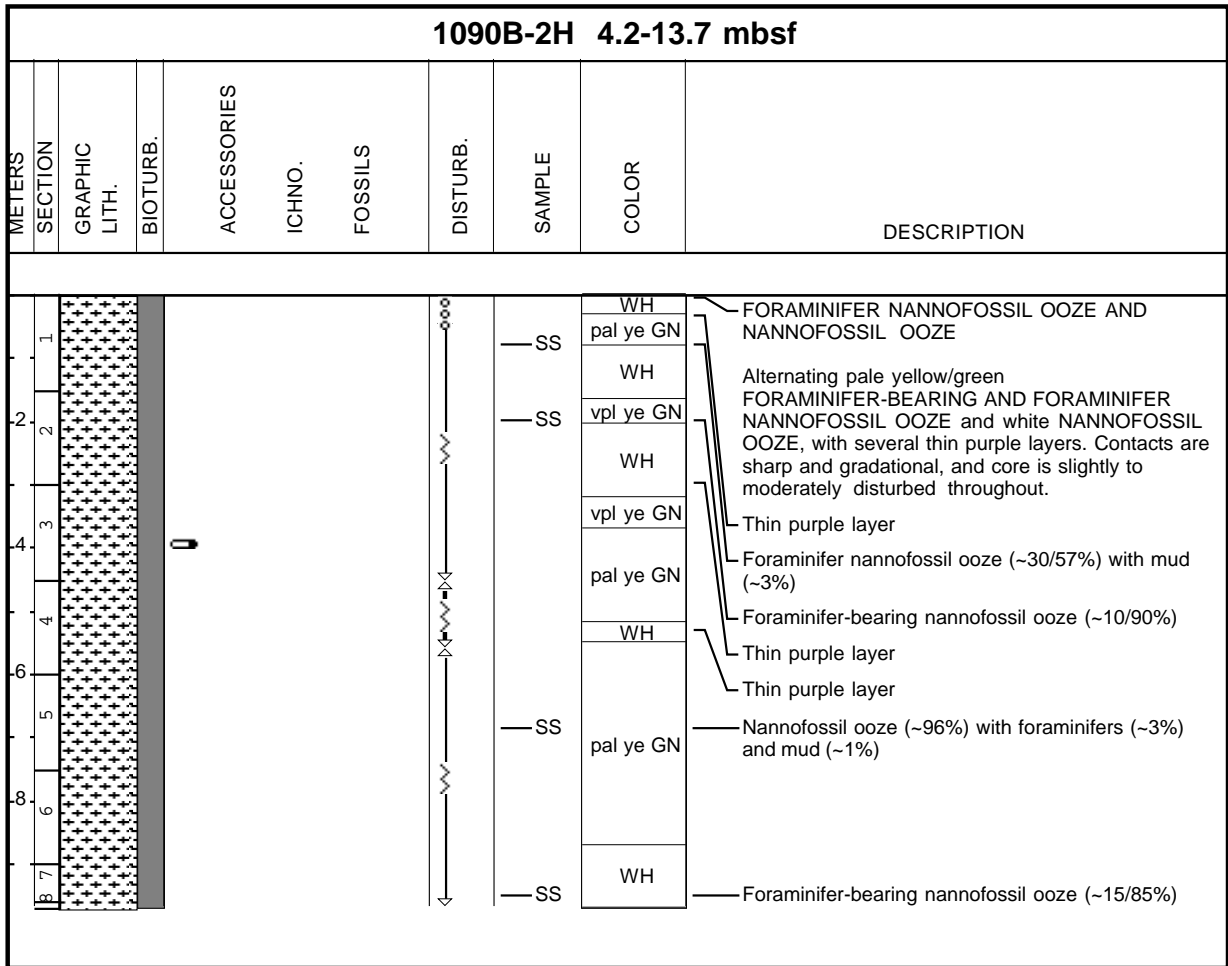 1090B-2H 4.2-13.7 mbsf
METERS
SECTION
GRAPHIC
LITH.
BIOTURB.
ACCESSORIES
ICHNO.
FOSSILS
DISTURB.
SAMPLE
COLOR
DESCRIPTION
1
2
3
4
5
6
7
8
2
4
6
8
SS
SS
SS
SS
WH
pal ye GN
WH
vpl ye GN
WH
vpl ye GN
pal ye GN
WH
pal ye GN
WH
FORAMINIFER NANNOFOSSIL OOZE AND
NANNOFOSSIL OOZE
Alternating pale yellow/green
FORAMINIFER-BEARING AND FORAMINIFER
NANNOFOSSIL OOZE and white NANNOFOSSIL
OOZE, with several thin purple layers. Contacts are
sharp and gradational, and core is slightly to
moderately disturbed throughout.
Thin purple layer
Foraminifer nannofossil ooze (~30/57%) with mud
(~3%)
Foraminifer-bearing nannofossil ooze (~10/90%)
Thin purple layer
Thin purple layer
Nannofossil ooze (~96%) with foraminifers (~3%)
and mud (~1%)
Foraminifer-bearing nannofossil ooze (~15/85%)